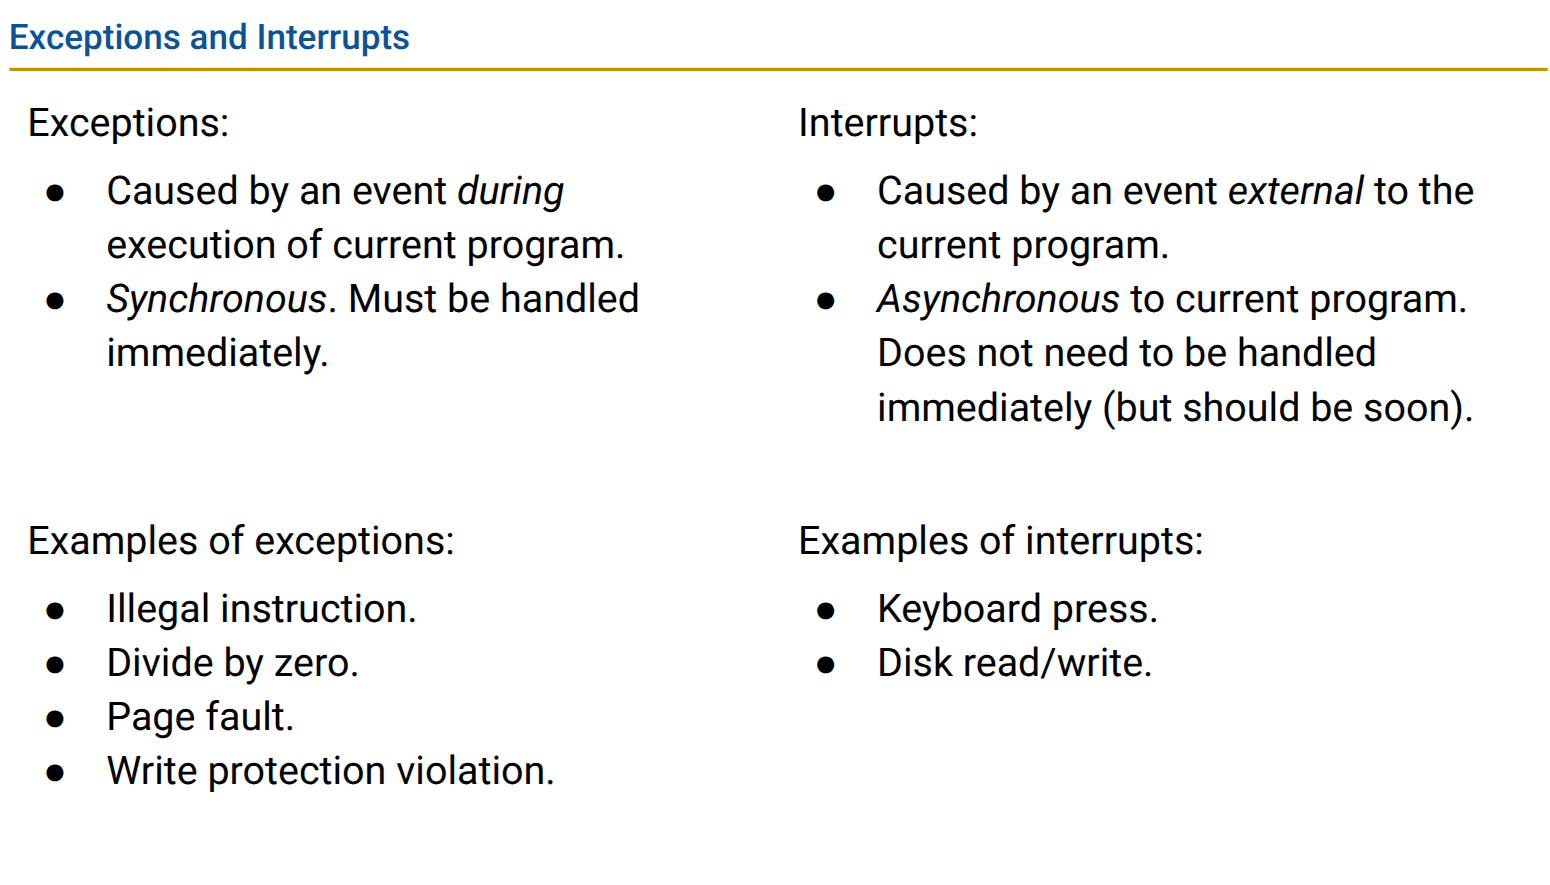 Exceptions and Interrupts
Exceptions:
● Caused by an event during
execution of current program.
● Synchronous. Must be handled
immediately.
Interrupts:
● Caused by an event external to the
current program.
● Asynchronous to current program.
Does not need to be handled
immediately (but should be soon).
Examples of exceptions:
● Illegal instruction.
● Divide by zero.
● Page fault.
● Write protection violation.
Examples of interrupts:
● Keyboard press.
● Disk read/write.